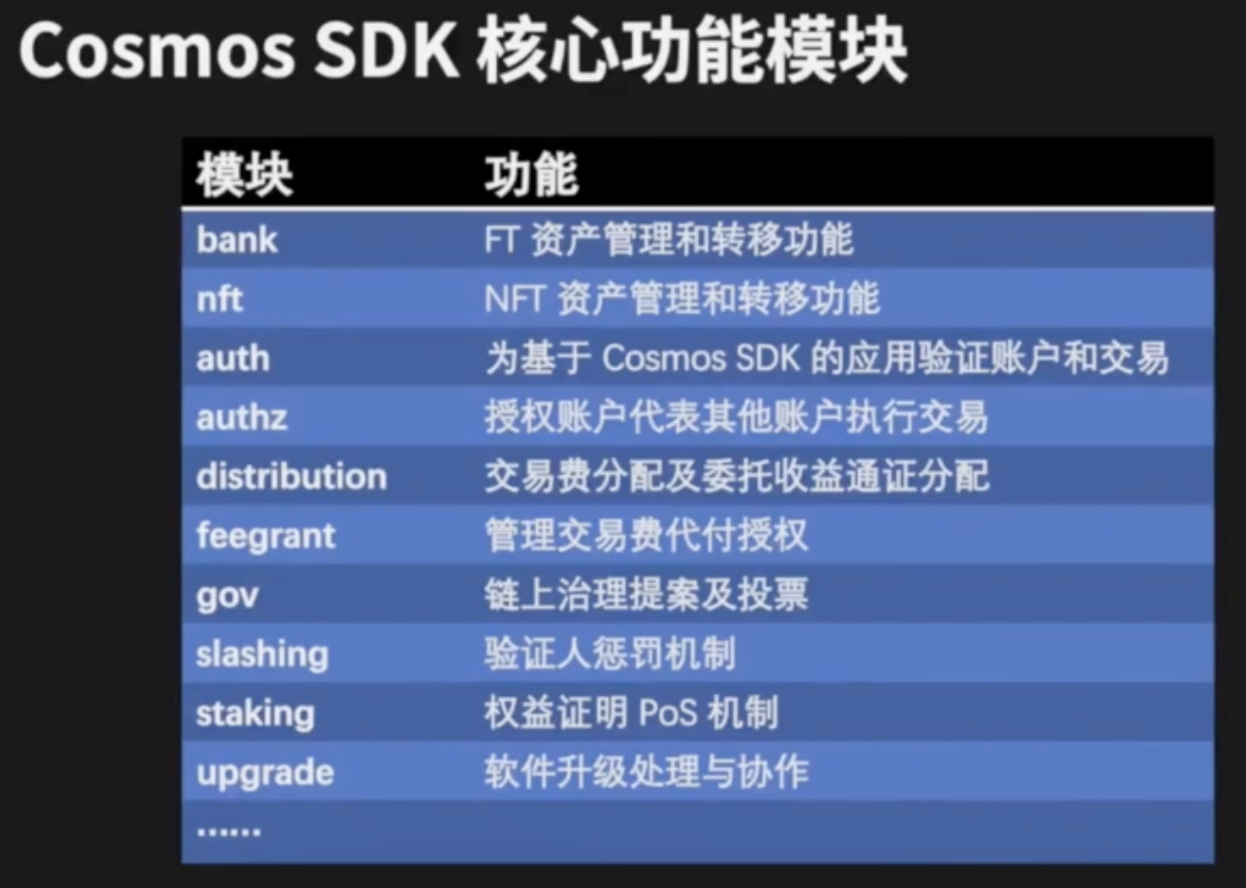 Cosmos SDK 核心功能模块
模块 功能
bank FT 资产管理和转移功能
nft NFT 资产管理和转移功能
auth 为基于 Cosmos SDK 的应用验证账户和交易
authz 授权账户代表其他账户执行交易
distribution 交易费分配及委托收益通证分配
feegrant 管理交易费代付授权
gov 链上治理提案及投票
slashing 验证人惩罚机制
staking 权益证明 PoS 机制
upgrade 软件升级处理与协作
……